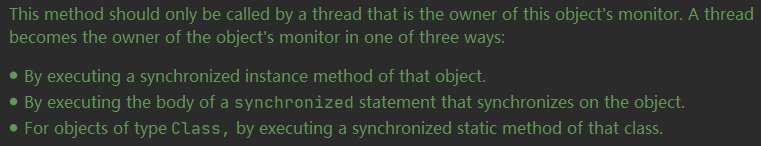 This method should only be called by a thread that is the owner of this object's monitor. A thread
becomes the owner of the object's monitor in one of three ways:
• By executing a synchronized instance method of that object.
• By executing the body of a synchronized statement that synchronizes on the object.
• For objects of type Class, by executing a synchronized static method of that class.